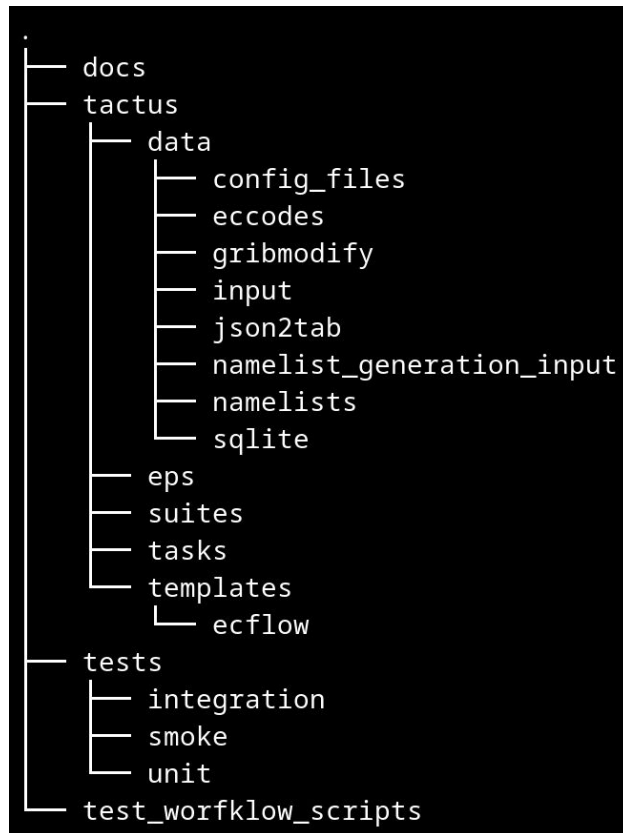 .
├── docs
├── tactus
│   ├── data
│   │   ├── config_files
│   │   ├── eccodes
│   │   ├── gribmodify
│   │   ├── input
│   │   ├── json2tab
│   │   ├── namelist_generation_input
│   │   ├── namelists
│   │   └── sqlite
│   ├── eps
│   ├── suites
│   ├── tasks
│   └── templates
│       └── ecflow
├── tests
│   ├── integration
│   ├── smoke
│   └── unit
└── test_worfklow_scripts